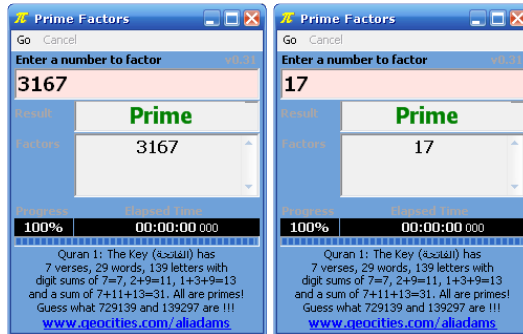 Prime Factors
Go Cancel
Enter a number to factor v0.31
3167
Result Prime
Factors 3167
Progress Elapsed Time
100% 00:00:00 000
Quran 1: The Key (الفاتحة) has
7 verses, 29 words, 139 letters with
digit sums of 7=7, 2+9=11, 1+3+9=13
and a sum of 7+11+13=31. All are primes!
Guess what 729139 and 139297 are !!!
www.geocities.com/aliadams
Prime Factors
Go Cancel
Enter a number to factor v0.31
17
Result Prime
Factors 17
Progress Elapsed Time
100% 00:00:00 000
Quran 1: The Key (الفاتحة) has
7 verses, 29 words, 139 letters with
digit sums of 7=7, 2+9=11, 1+3+9=13
and a sum of 7+11+13=31. All are primes!
Guess what 729139 and 139297 are !!!
www.geocities.com/aliadams